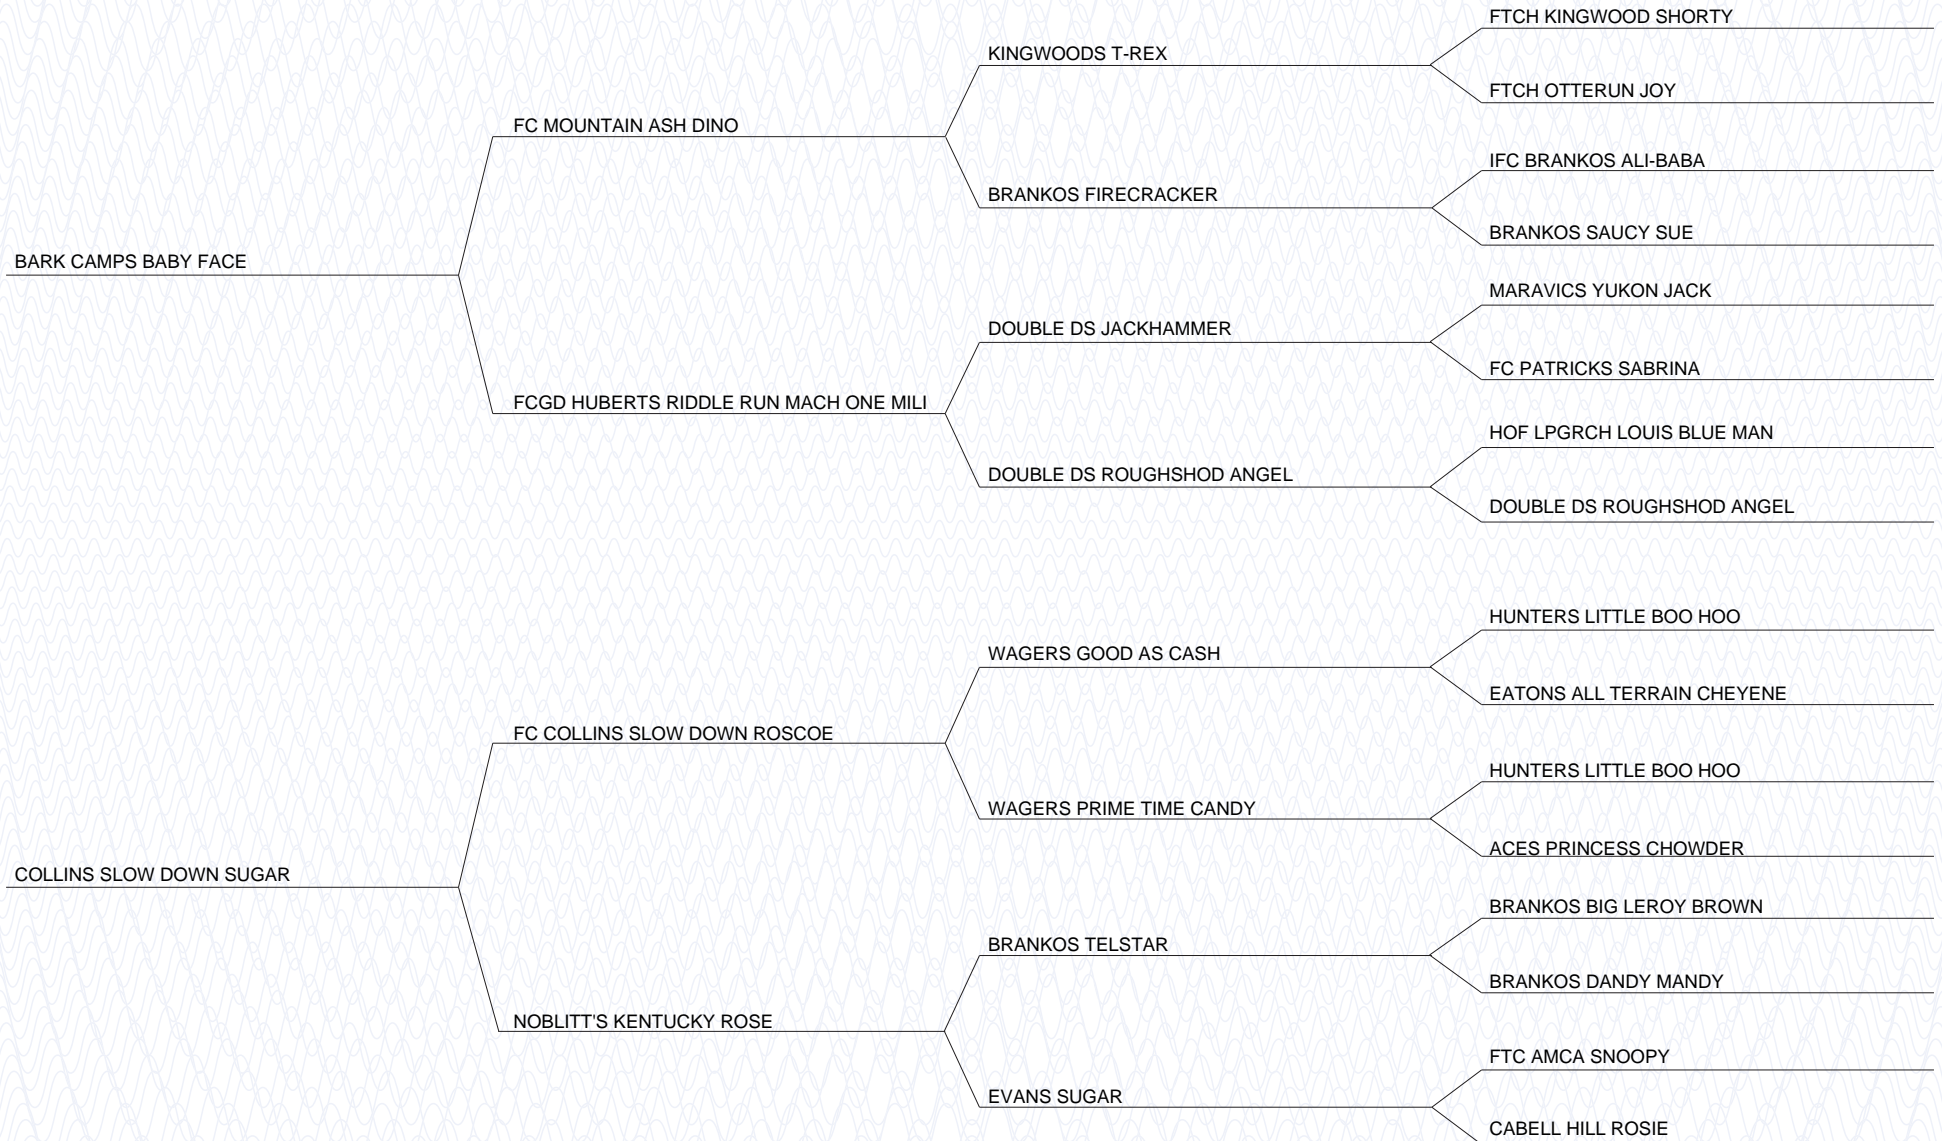 FTCH KINGWOOD SHORTY
KINGWOODS T-REX
FTCH OTTERUN JOY
FC MOUNTAIN ASH DINO
IFC BRANKOS ALI-BABA
BRANKOS FIRECRACKER
BRANKOS SAUCY SUE
BARK CAMPS BABY FACE
MARAVICS YUKON JACK
DOUBLE DS JACKHAMMER
FC PATRICKS SABRINA
FCGD HUBERTS RIDDLE RUN MACH ONE MILI
HOF LPGRCH LOUIS BLUE MAN
DOUBLE DS ROUGHSHOD ANGEL
DOUBLE DS ROUGHSHOD ANGEL
HUNTERS LITTLE BOO HOO
WAGERS GOOD AS CASH
EATONS ALL TERRAIN CHEYENE
FC COLLINS SLOW DOWN ROSCOE
HUNTERS LITTLE BOO HOO
WAGERS PRIME TIME CANDY
ACES PRINCESS CHOWDER
COLLINS SLOW DOWN SUGAR
BRANKOS BIG LEROY BROWN
BRANKOS TELSTAR
BRANKOS DANDY MANDY
NOBLITT'S KENTUCKY ROSE
FTC AMCA SNOOPY
EVANS SUGAR
CABELL HILL ROSIE